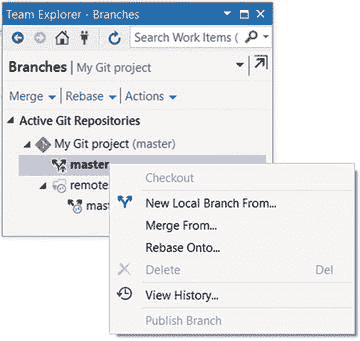 Team Explorer - Branches
Search Work Items (
Branches | My Git project
Merge Rebase Actions
Active Git Repositories
My Git project (master)
master
remote
mas
Checkout
New Local Branch From...
Merge From...
Rebase Onto...
Delete Del
View History...
Publish Branch